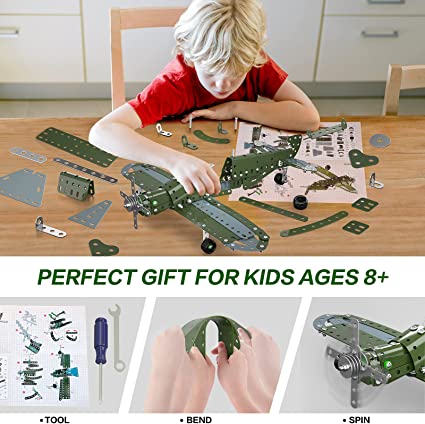 PERFECT GIFT FOR KIDS AGES 8+
• TOOL
• BEND
• SPIN